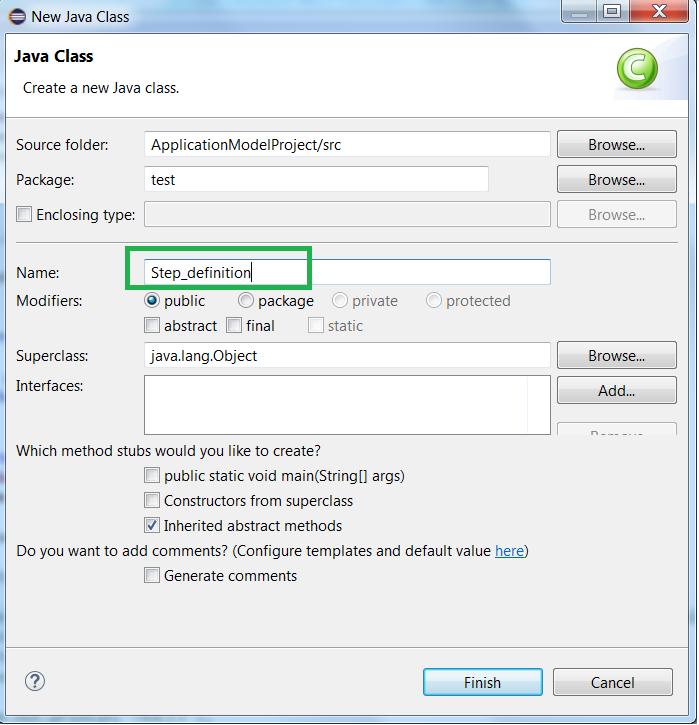 New Java Class
Java Class
Create a new Java class.
Source folder: ApplicationModelProject/src Browse...
Package: test Browse...
Enclosing type: Browse...
Name: Step_definition
Modifiers: public package private protected
abstract final static
Superclass: java.lang.Object Browse...
Interfaces: Add...
Remove
Which method stubs would you like to create?
public static void main(String[] args)
Constructors from superclass
Inherited abstract methods
Do you want to add comments? (Configure templates and default value here)
Generate comments
Finish Cancel